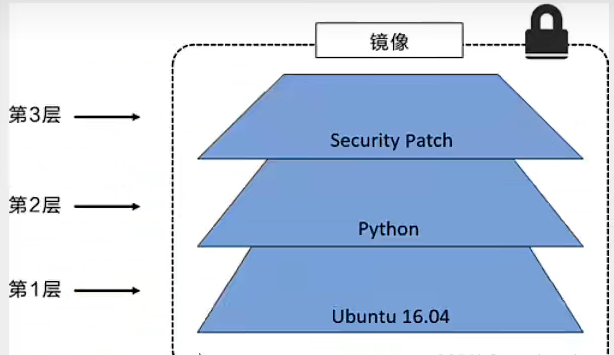 镜像
第3层
Security Patch
第2层
Python
第1层
Ubuntu 16.04